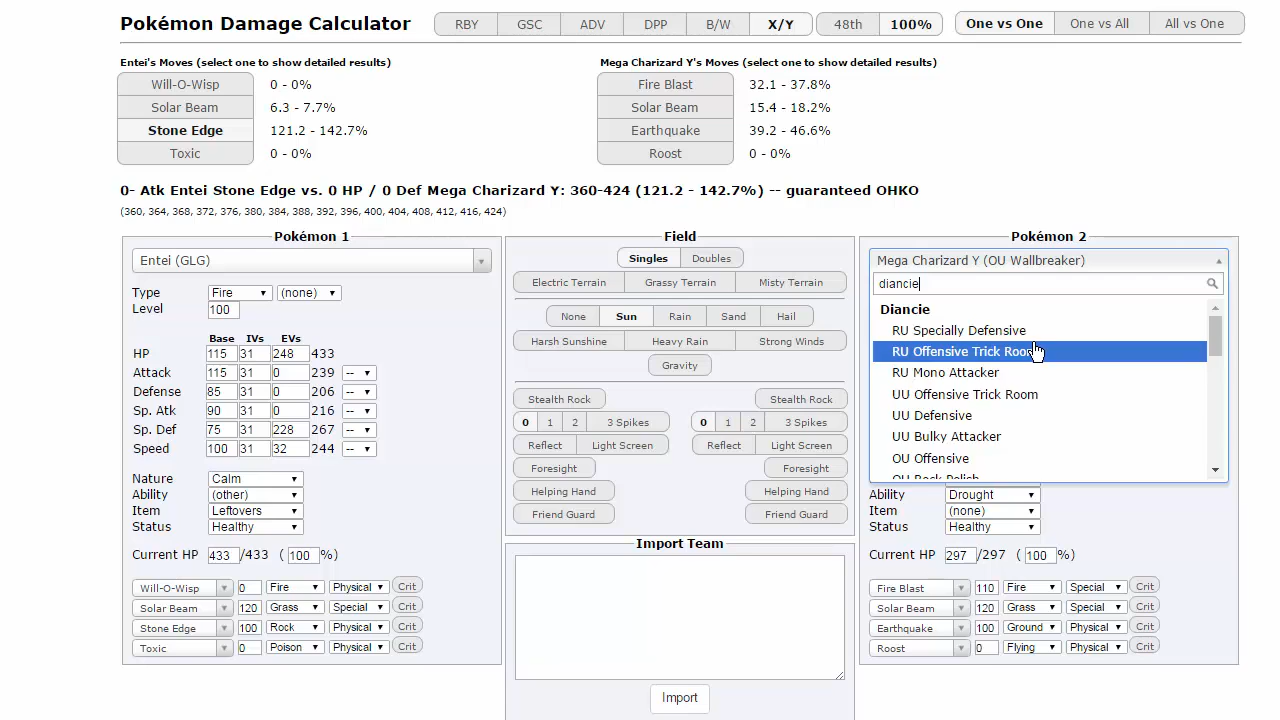 Pokémon Damage Calculator RBY GSC ADV DPP B/W X/Y 48th 100% One vs One One vs All All vs One
Entei's Moves (select one to show detailed results)
Will-O-Wisp 0 - 0%
Solar Beam 6.3 - 7.7%
Stone Edge 121.2 - 142.7%
Toxic 0 - 0%
Mega Charizard Y's Moves (select one to show detailed results)
Fire Blast 32.1 - 37.8%
Solar Beam 15.4 - 18.2%
Earthquake 39.2 - 46.6%
Roost 0 - 0%
0- Atk Entei Stone Edge vs. 0 HP / 0 Def Mega Charizard Y: 360-424 (121.2 - 142.7%) -- guaranteed OHKO
(360, 364, 368, 372, 376, 380, 384, 388, 392, 396, 400, 404, 408, 412, 416, 424)
Pokémon 1
Entei (GLG)
Type Fire (none)
Level 100
Base IVs EVs
HP 115 31 248 433
Attack 115 31 0 239 --
Defense 85 31 0 206 --
Sp. Atk 90 31 0 216 --
Sp. Def 75 31 228 267 --
Speed 100 31 32 244 --
Nature Calm
Ability (other)
Item Leftovers
Status Healthy
Current HP 433/433 ( 100 %)
Will-O-Wisp 0 Fire Physical Crit
Solar Beam 120 Grass Special Crit
Stone Edge 100 Rock Physical Crit
Toxic 0 Poison Physical Crit
Field
Singles Doubles
Electric Terrain Grassy Terrain Misty Terrain
None Sun Rain Sand Hail
Harsh Sunshine Heavy Rain Strong Winds
Gravity
Stealth Rock Stealth Rock
0 1 2 3 Spikes 0 1 2 3 Spikes
Reflect Light Screen Reflect Light Screen
Foresight Foresight
Helping Hand Helping Hand
Friend Guard Friend Guard
Import Team
Import
Pokémon 2
Mega Charizard Y (OU Wallbreaker)
diancie
Diancie
RU Specially Defensive
RU Offensive Trick Room
RU Mono Attacker
UU Offensive Trick Room
UU Defensive
UU Bulky Attacker
OU Offensive
OU Rock Polish
Ability Drought
Item (none)
Status Healthy
Current HP 297/297 ( 100 %)
Fire Blast 110 Fire Special Crit
Solar Beam 120 Grass Special Crit
Earthquake 100 Ground Physical Crit
Roost 0 Flying Physical Crit